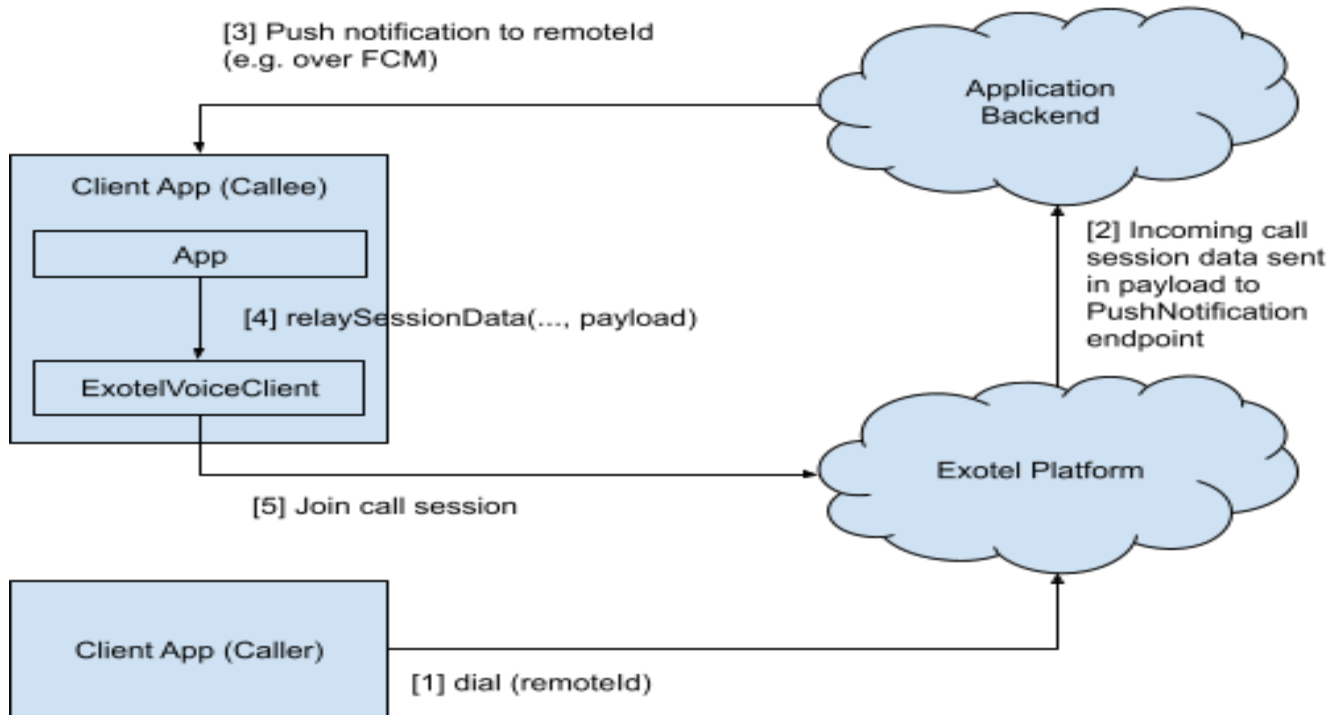 [3] Push notification to remoteId
(e.g. over FCM)
Application
Backend
Client App (Callee)
App
[2] Incoming call
session data sent
in payload to
PushNotification
endpoint
[4] relaySessionData(..., payload)
ExotelVoiceClient
Exotel Platform
[5] Join call session
Client App (Caller)
[1] dial (remoteId)